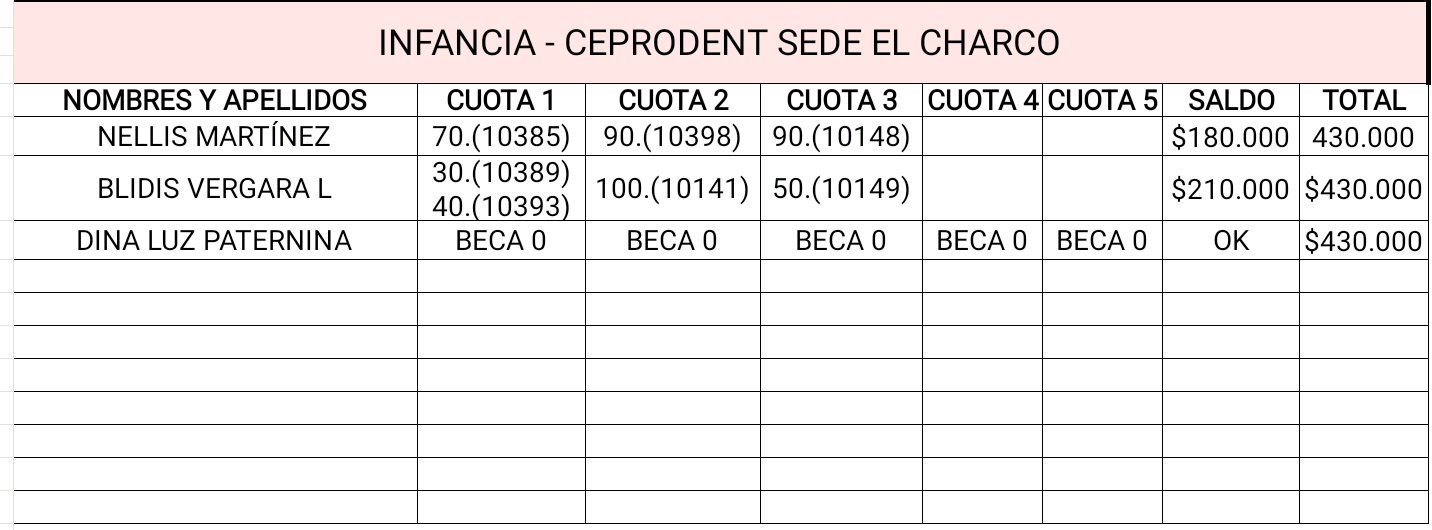 INFANCIA - CEPRODENT SEDE EL CHARCO
NOMBRES Y APELLIDOS CUOTA 1 CUOTA 2 CUOTA 3 CUOTA 4 CUOTA 5 SALDO TOTAL
NELLIS MARTÍNEZ 70.(10385) 90.(10398) 90.(10148) $180.000 430.000
BLIDIS VERGARA L 30.(10389) 100.(10141) 50.(10149) $210.000 $430.000
40.(10393)
DINA LUZ PATERNINA BECA 0 BECA 0 BECA 0 BECA 0 BECA 0 OK $430.000